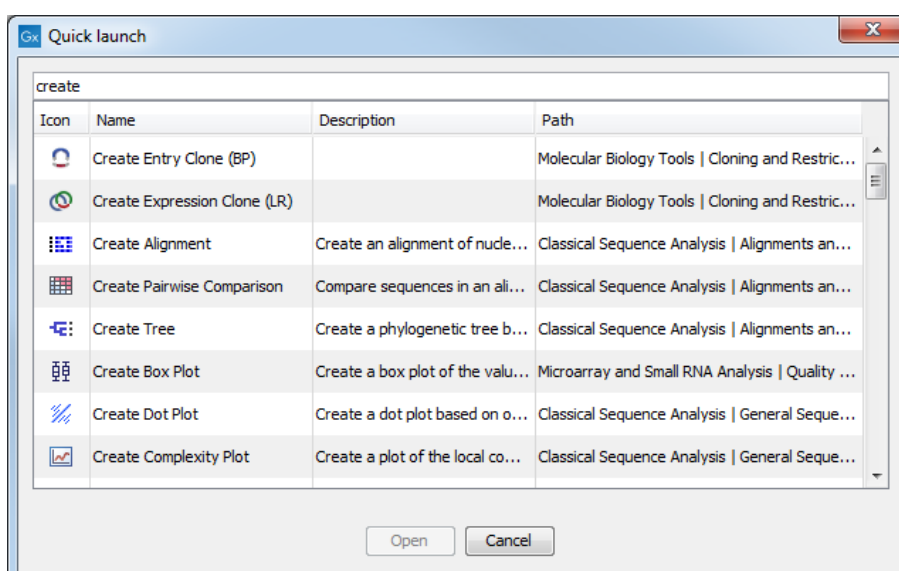 Gx Quick launch
create
Icon Name Description Path
Create Entry Clone (BP) Molecular Biology Tools | Cloning and Restric...
Create Expression Clone (LR) Molecular Biology Tools | Cloning and Restric...
Create Alignment Create an alignment of nucle... Classical Sequence Analysis | Alignments an...
Create Pairwise Comparison Compare sequences in an ali... Classical Sequence Analysis | Alignments an...
Create Tree Create a phylogenetic tree b... Classical Sequence Analysis | Alignments an...
Create Box Plot Create a box plot of the valu... Microarray and Small RNA Analysis | Quality ...
Create Dot Plot Create a dot plot based on o... Classical Sequence Analysis | General Seque...
Create Complexity Plot Create a plot of the local co... Classical Sequence Analysis | General Seque...
Open Cancel